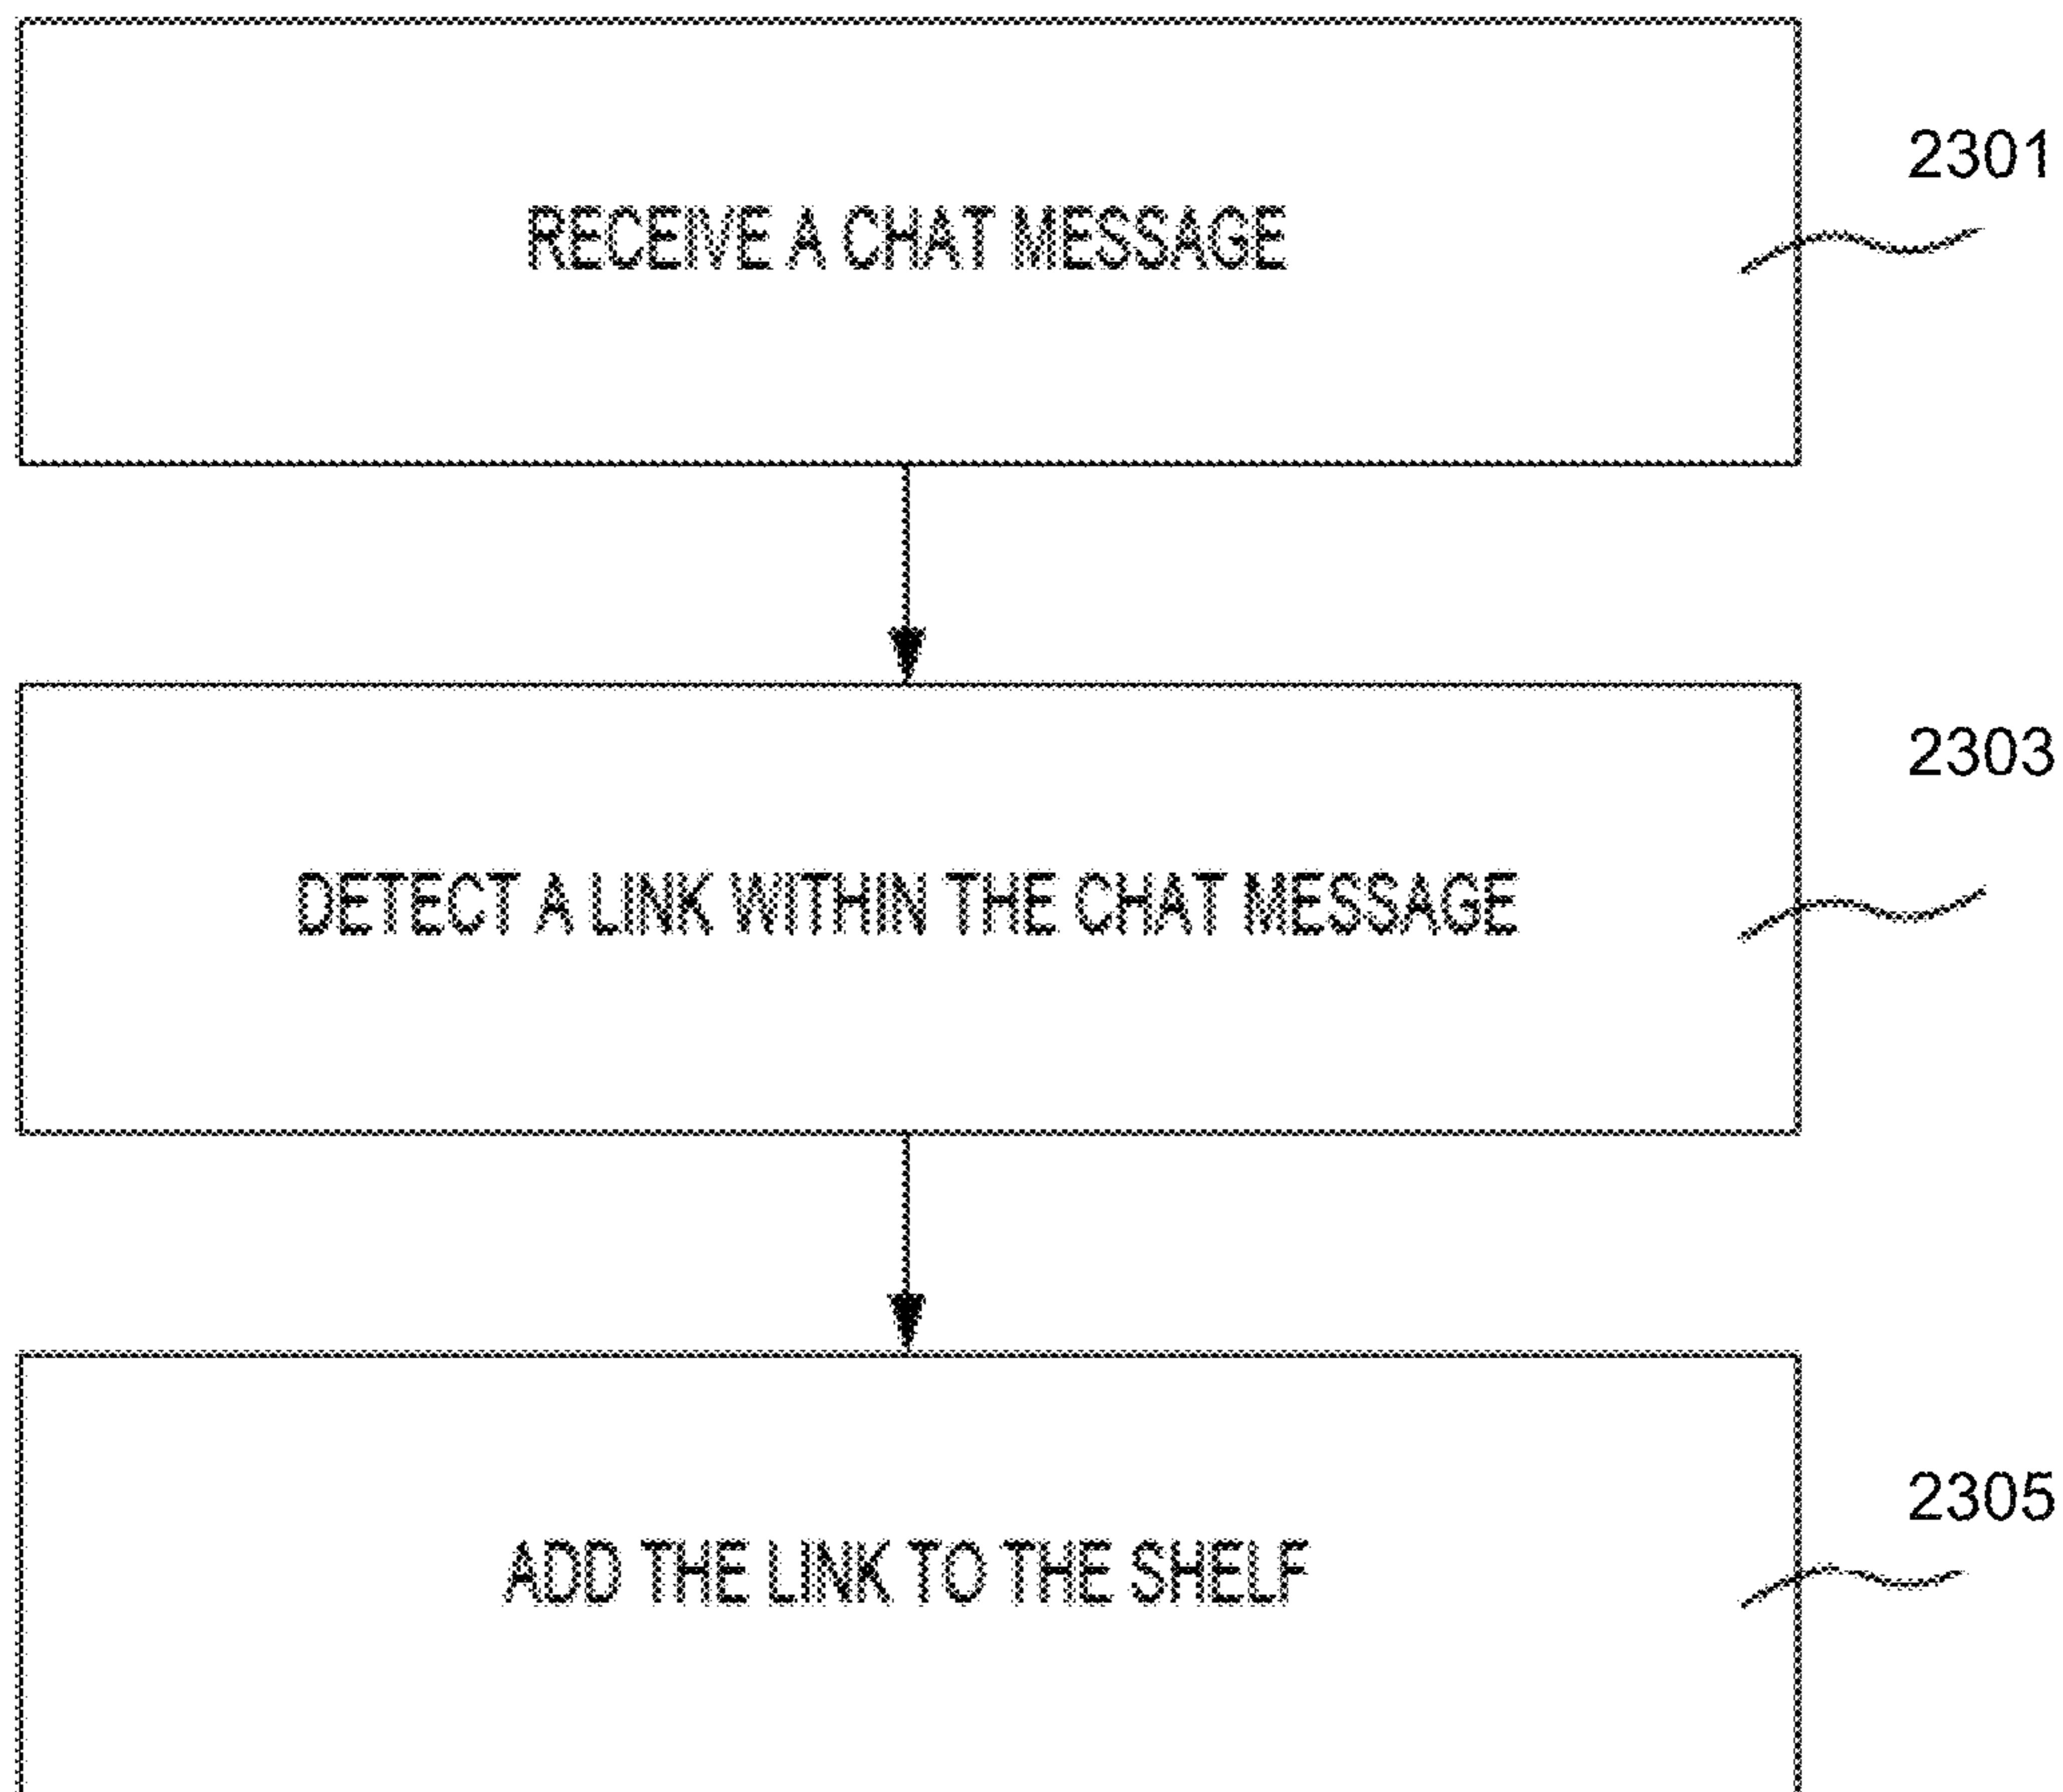 2301
RECEIVE A CHAT MESSAGE
2303
DETECT A LINK WITHIN THE CHAT MESSAGE
2305
ADD THE LINK TO THE SHELF